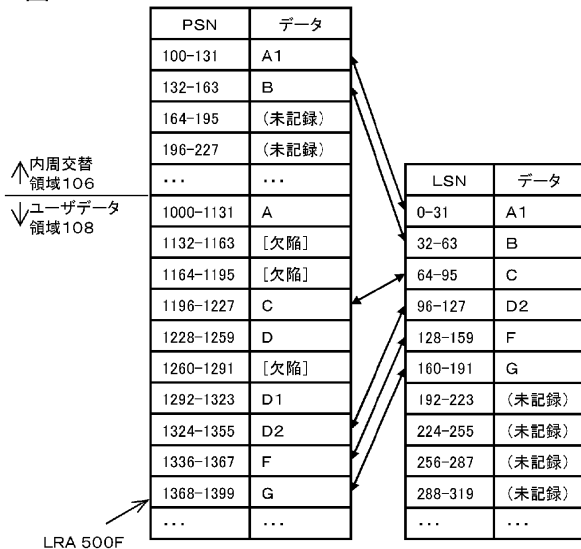 PSN データ
100-131 A1
132-163 B
164-195 (未記録)
196-227 (未記録)
... ...
1000-1131 A
1132-1163 [欠陥]
1164-1195 [欠陥]
1196-1227 C
1228-1259 D
1260-1291 [欠陥]
1292-1323 D1
1324-1355 D2
1336-1367 F
1368-1399 G
... ...
内周交替
領域106
ユーザデータ
領域108
LRA 500F
LSN データ
0-31 A1
32-63 B
64-95 C
96-127 D2
128-159 F
160-191 G
192-223 (未記録)
224-255 (未記録)
256-287 (未記録)
288-319 (未記録)
... ...